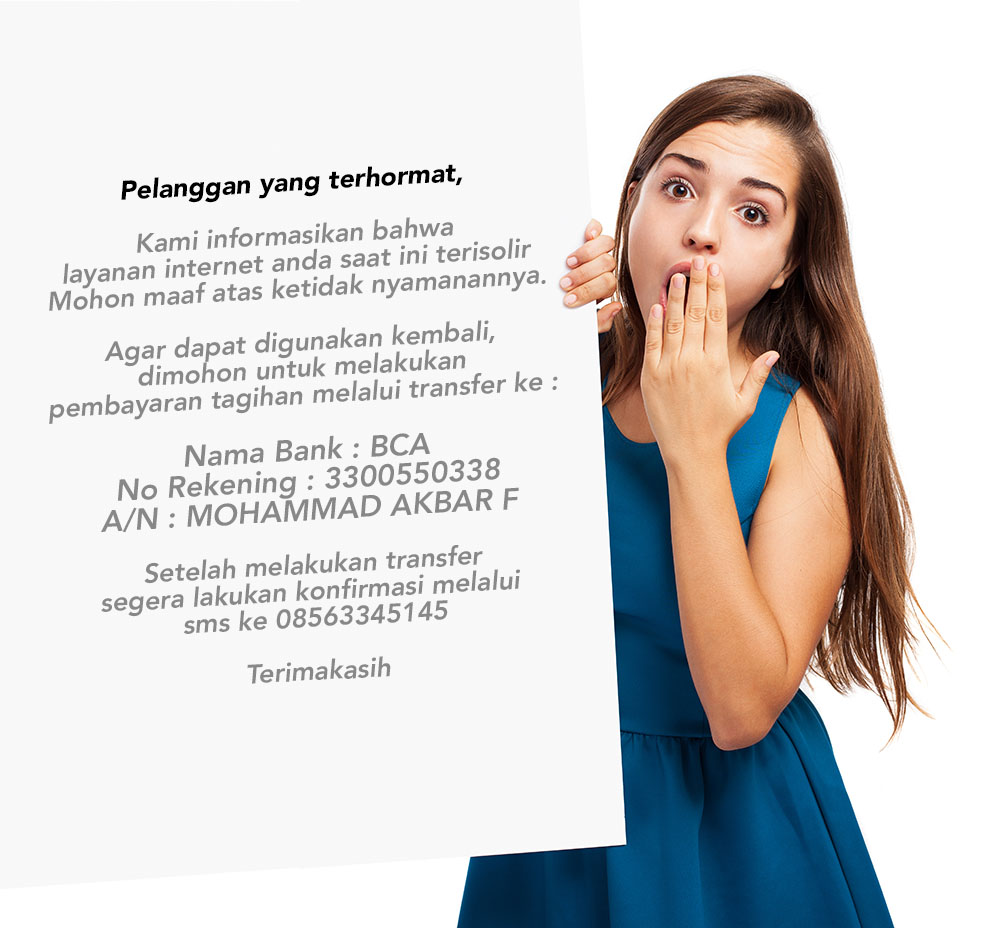 Pelanggan yang terhormat,
Kami informasikan bahwa
layanan internet anda saat ini terisolir
Mohon maaf atas ketidak nyamanannya.
Agar dapat digunakan kembali,
dimohon untuk melakukan
pembayaran tagihan melalui transfer ke :
Nama Bank : BCA
No Rekening : 3300550338
A/N : MOHAMMAD AKBAR F
Setelah melakukan transfer
segera lakukan konfirmasi melalui
sms ke 08563345145
Terimakasih